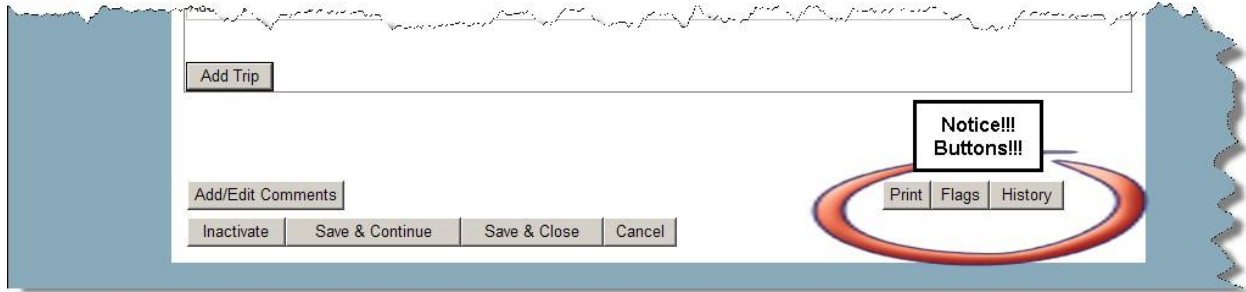 Add Trip
Notice!!!
Buttons!!!
Add/Edit Comments
Print Flags History
Inactivate Save & Continue Save & Close Cancel